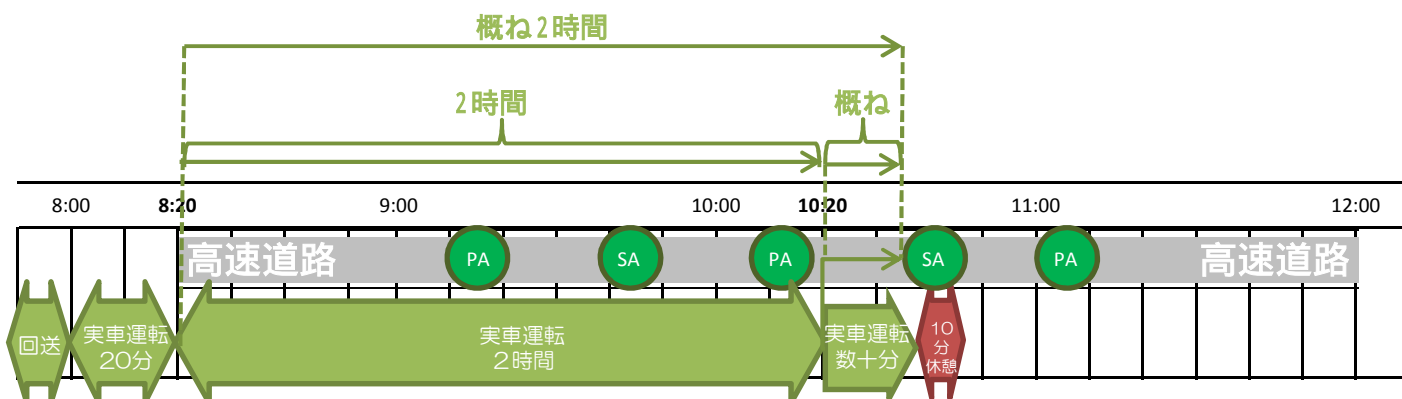 概ね2時間
2時間
概ね
8:00
8:20
9:00
10:00
10:20
11:00
12:00
高速道路
PA
SA
PA
SA
PA
高速道路
回送
実車運転
20分
実車運転
2時間
実車運転
数十分
10
分
休憩